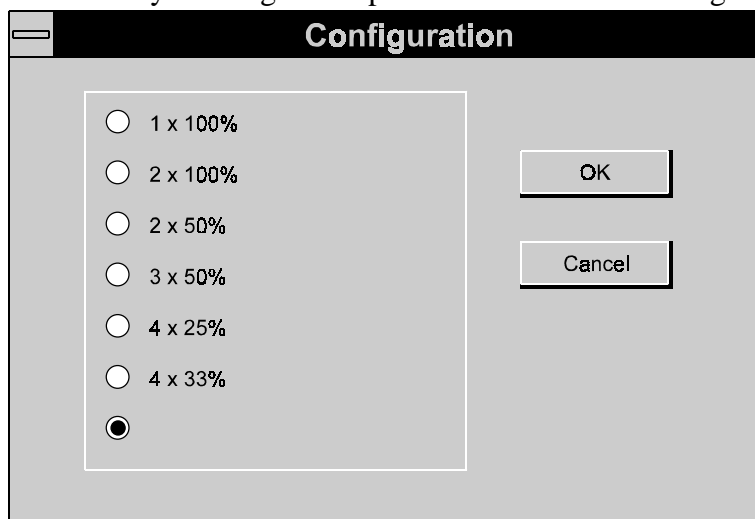 Configuration
1 x 100%
2 x 100%
2 x 50%
3 x 50%
4 x 25%
4 x 33%
OK
Cancel